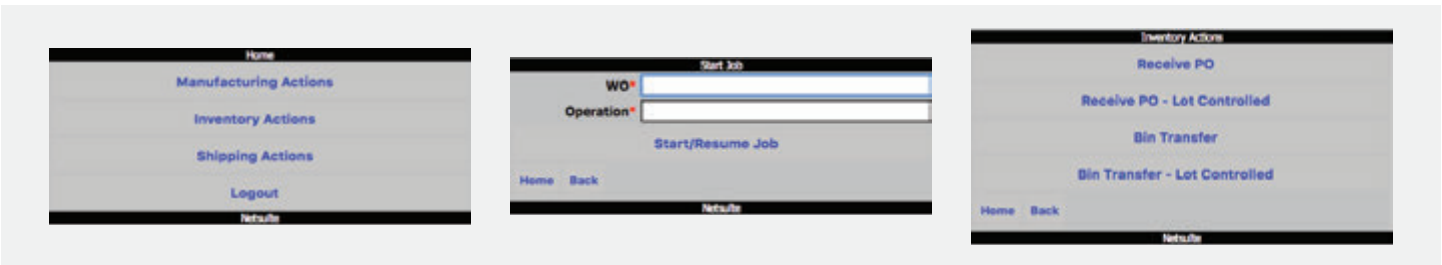 Home
Manufacturing Actions
Inventory Actions
Shipping Actions
Logout
Netsuite
Start Job
WO*
Operation*
Start/Resume Job
Home Back
Netsuite
Inventory Actions
Receive PO
Receive PO - Lot Controlled
Bin Transfer
Bin Transfer - Lot Controlled
Home Back
Netsuite